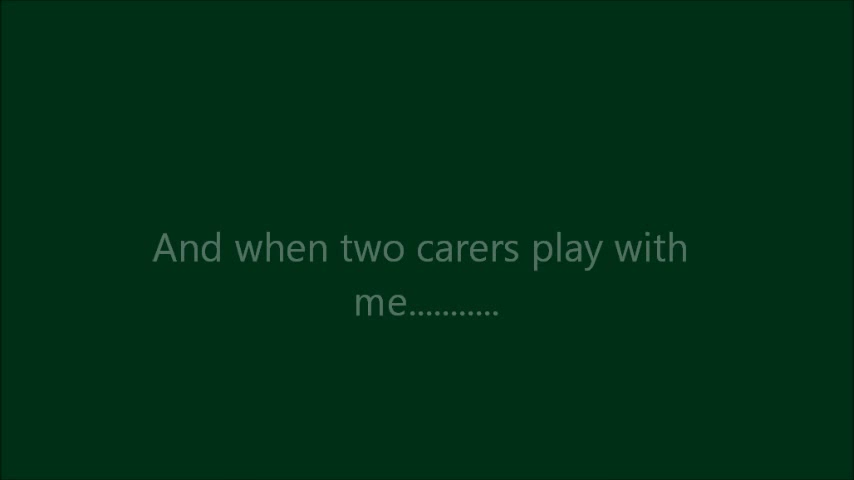 And when two carers play with
me...........